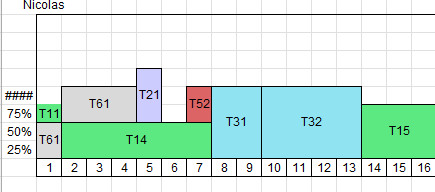 Nicolas
T21
#### T61 T52
75% T11 T31 T32
50% T61 T14 T15
25%
1 2 3 4 5 6 7 8 9 10 11 12 13 14 15 16